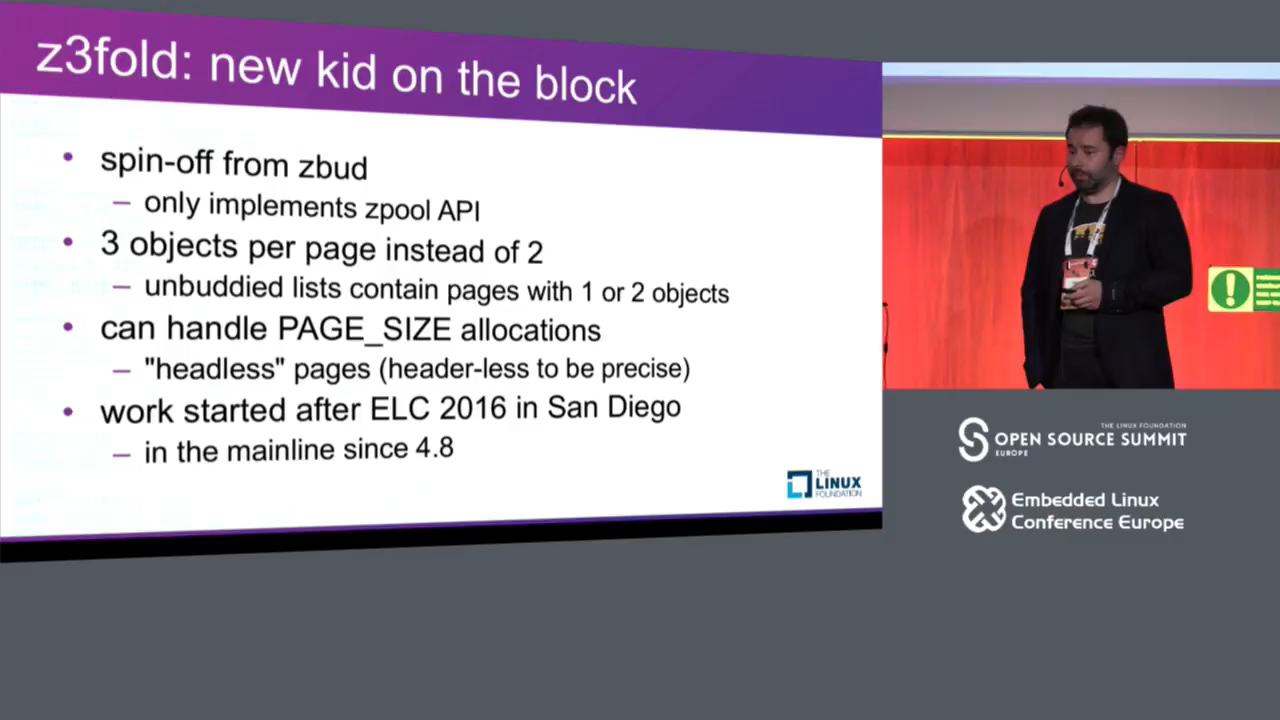 z3fold: new kid on the block
• spin-off from zbud
– only implements zpool API
• 3 objects per page instead of 2
– unbuddied lists contain pages with 1 or 2 objects
• can handle PAGE_SIZE allocations
– "headless" pages (header-less to be precise)
• work started after ELC 2016 in San Diego
– in the mainline since 4.8
THE
LINUX
FOUNDATION
THE LINUX FOUNDATION
OPEN SOURCE SUMMIT
EUROPE
Embedded Linux
Conference Europe